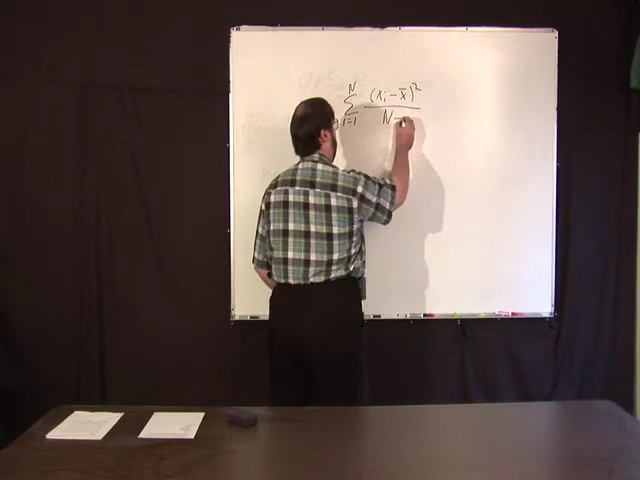 N
Σ (xᵢ - x̄)²
i=1 N -